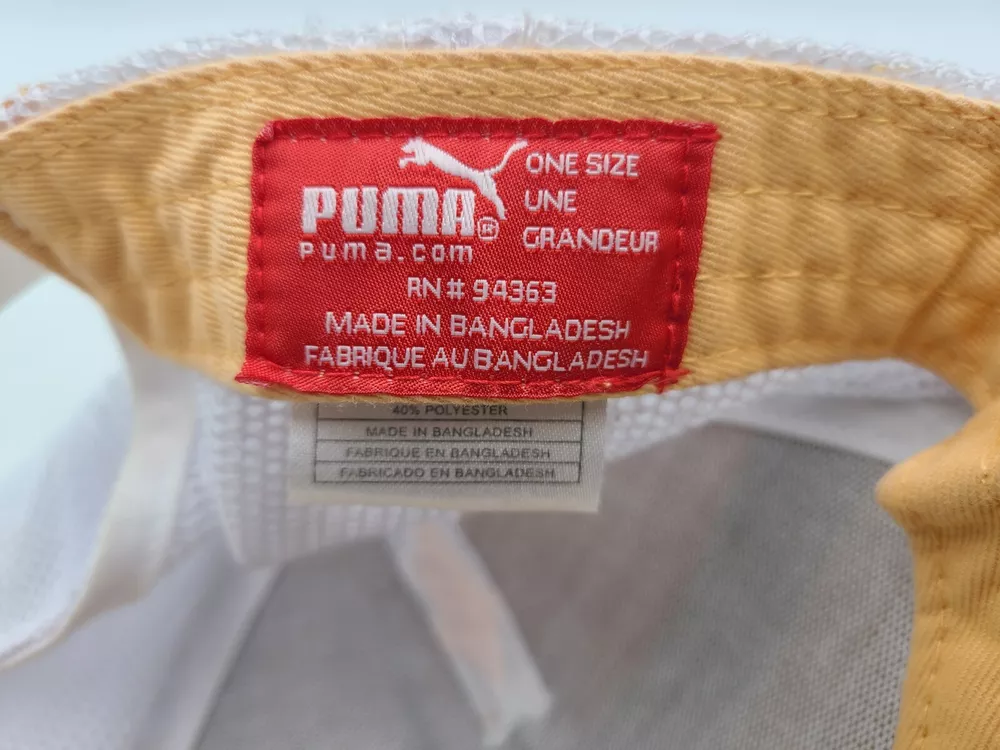 PUMA®
puma.com
ONE SIZE
UNE
GRANDEUR
RN# 94363
MADE IN BANGLADESH
FABRIQUE AU BANGLADESH
40% POLYESTER
MADE IN BANGLADESH
FABRIQUE EN BANGLADESH
FABRICADO EN BANGLADESH